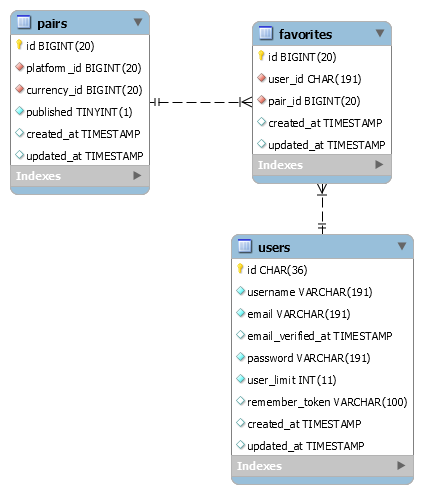 pairs
id BIGINT(20)
platform_id BIGINT(20)
currency_id BIGINT(20)
published TINYINT(1)
created_at TIMESTAMP
updated_at TIMESTAMP
Indexes
favorites
id BIGINT(20)
user_id CHAR(191)
pair_id BIGINT(20)
created_at TIMESTAMP
updated_at TIMESTAMP
Indexes
users
id CHAR(36)
username VARCHAR(191)
email VARCHAR(191)
email_verified_at TIMESTAMP
password VARCHAR(191)
user_limit INT(11)
remember_token VARCHAR(100)
created_at TIMESTAMP
updated_at TIMESTAMP
Indexes